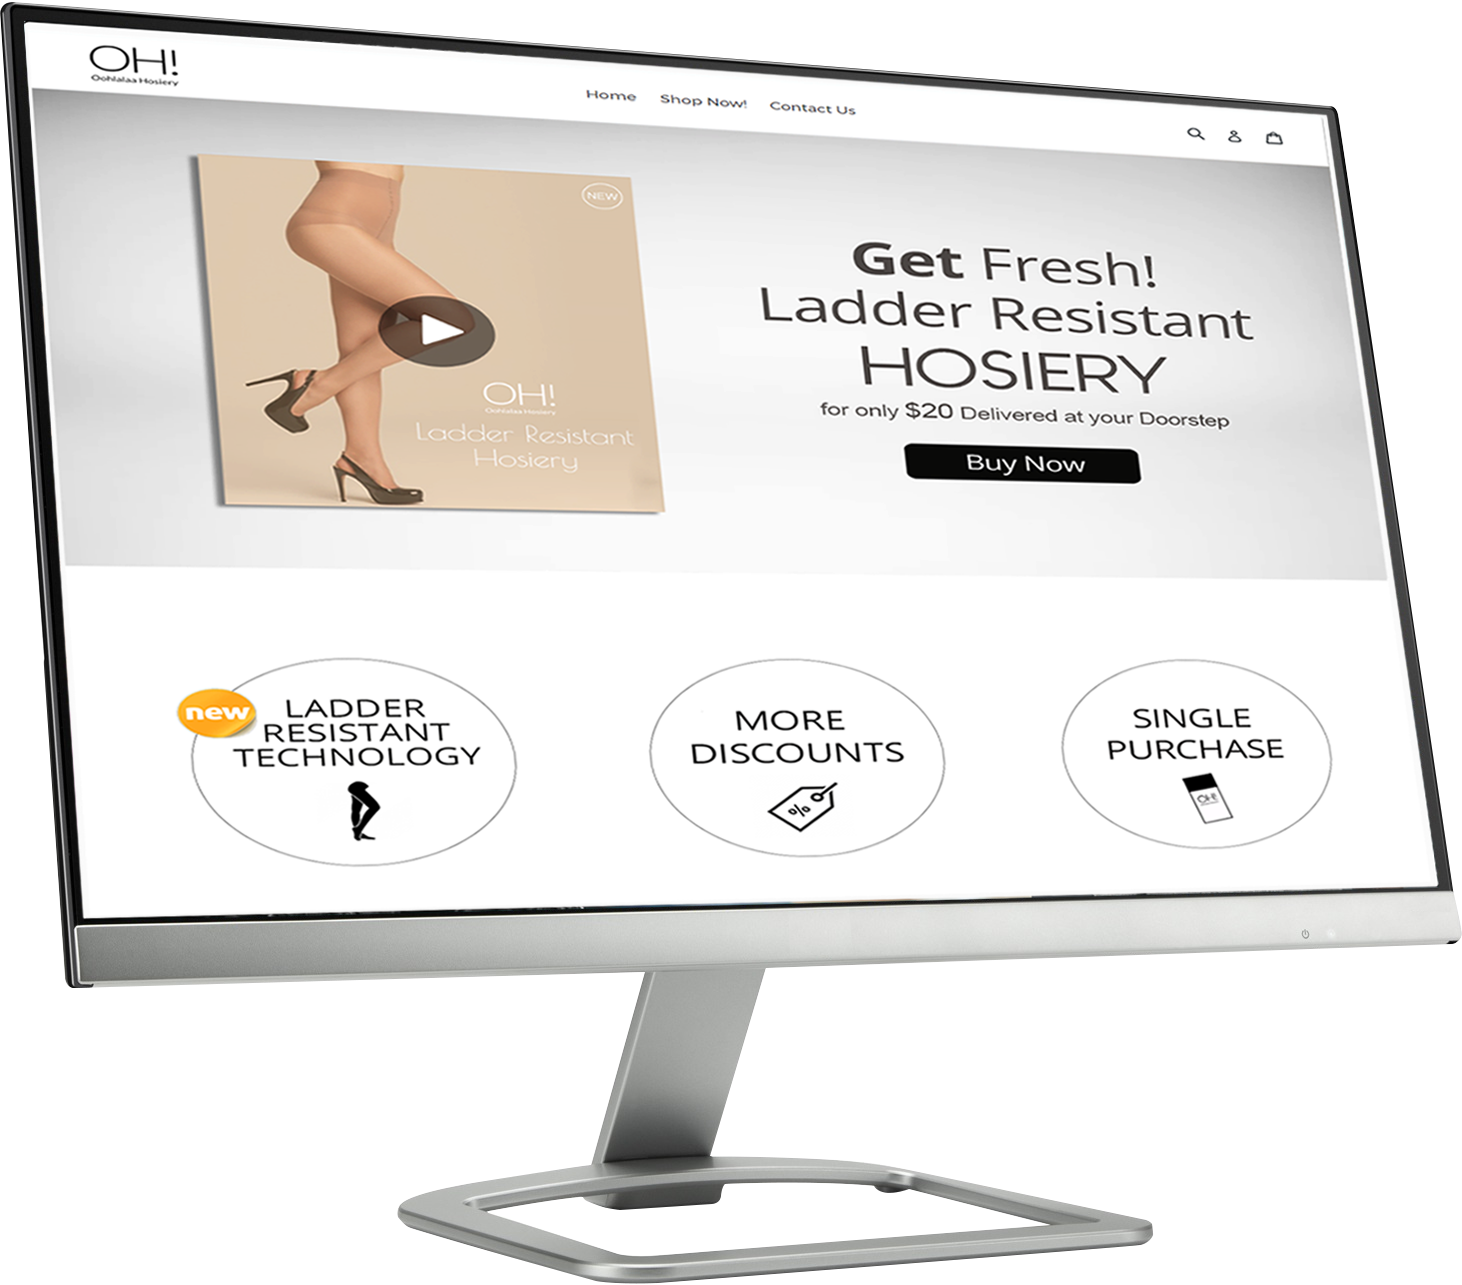 OH!
Oohlalaa Hosiery
Home Shop Now! Contact Us
NEW
OH!
Oohlalaa Hosiery
Ladder Resistant
Hosiery
Get Fresh!
Ladder Resistant
HOSIERY
for only $20 Delivered at your Doorstep
Buy Now
new
LADDER
RESISTANT
TECHNOLOGY
MORE
DISCOUNTS
%
SINGLE
PURCHASE
OH!